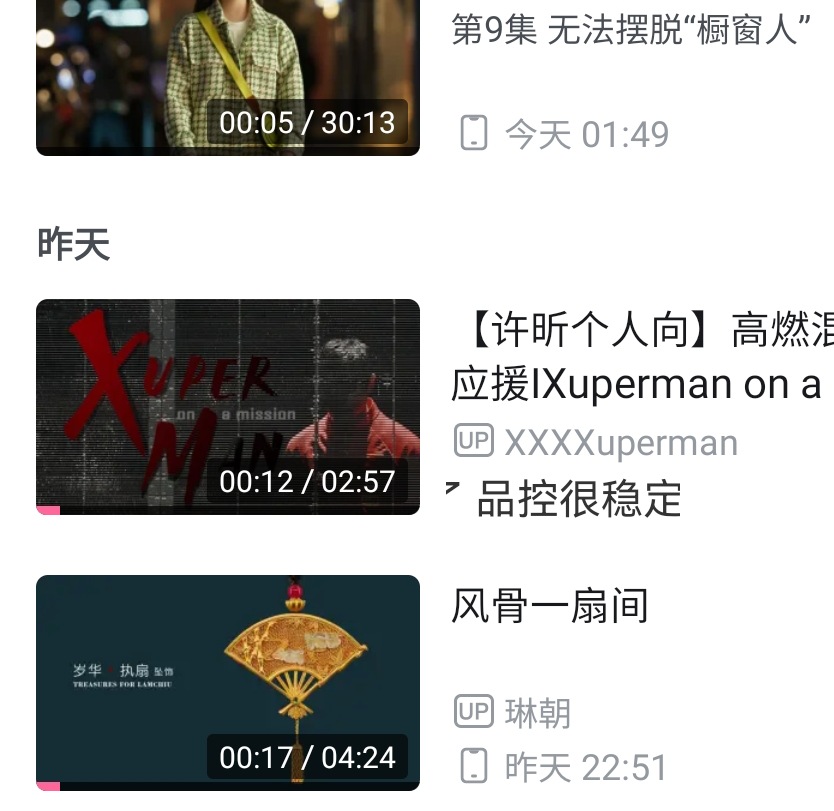 第9集 无法摆脱“橱窗人”
00:05 / 30:13
今天 01:49
昨天
XUPER
on a mission
MAN
00:12 / 02:57
【许昕个人向】高燃混
应援IXuperman on a
UP XXXXuperman
品控很稳定
岁华·执扇 坠饰
TREASURES FOR LAMCHIU
00:17 / 04:24
风骨一扇间
UP 琳朝
昨天 22:51